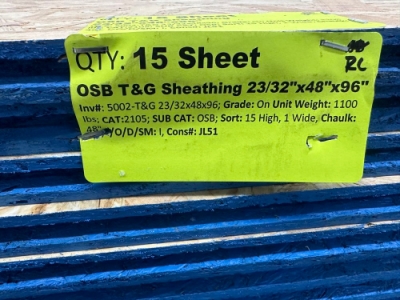 QTY: 15 Sheet
RC
OSB T&G Sheathing 23/32"x48"x96"
Inv#: 5002-T&G 23/32x48x96; Grade: On Unit Weight: 1100
lbs; CAT:2105; SUB CAT: OSB; Sort: 15 High, 1 Wide, Chaulk:
48" Y/O/D/SM: I, Cons#: JL51